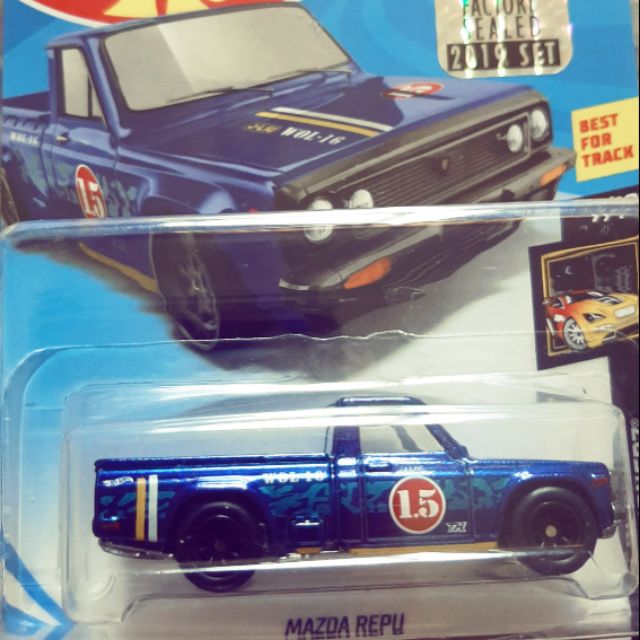 FACTORY
SEALED
2019 SET
BEST
FOR
TRACK
WOL-16
1.5
WOL-16
1.5
MAZDA REPU